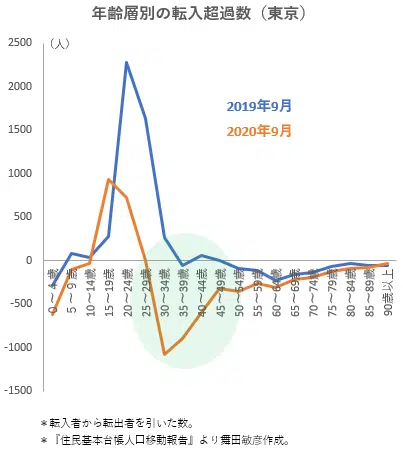 年齢層別の転入超過数（東京）
2500
（人）
2000
1500
1000
500
0
-500
-1000
-1500
2019年9月
2020年9月
0～4歳
5～9歳
10～14歳
15～19歳
20～24歳
25～29歳
30～34歳
35～39歳
40～44歳
45～49歳
50～54歳
55～59歳
60～64歳
65～69歳
70～74歳
75～79歳
80～84歳
85～89歳
90歳以上
＊転入者から転出者を引いた数。
＊『住民基本台帳人口移動報告』より舞田敏彦作成。